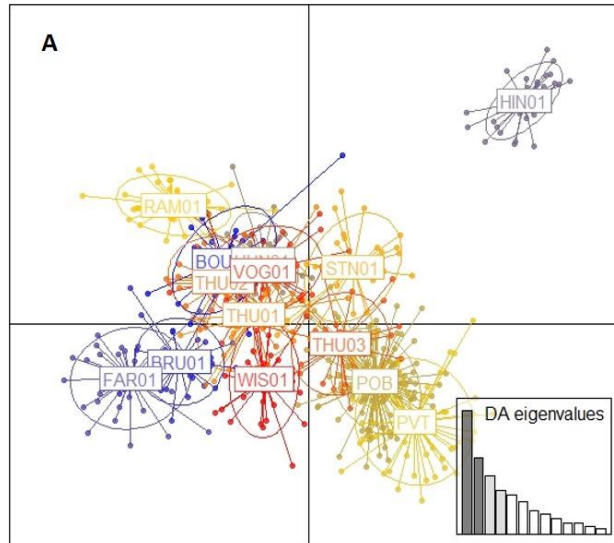 A
HIN01
RAM01
BOU
VOG01
STN01
THU02
THU01
THU03
BRU01
FAR01
WIS01
POB
PVT
DA eigenvalues